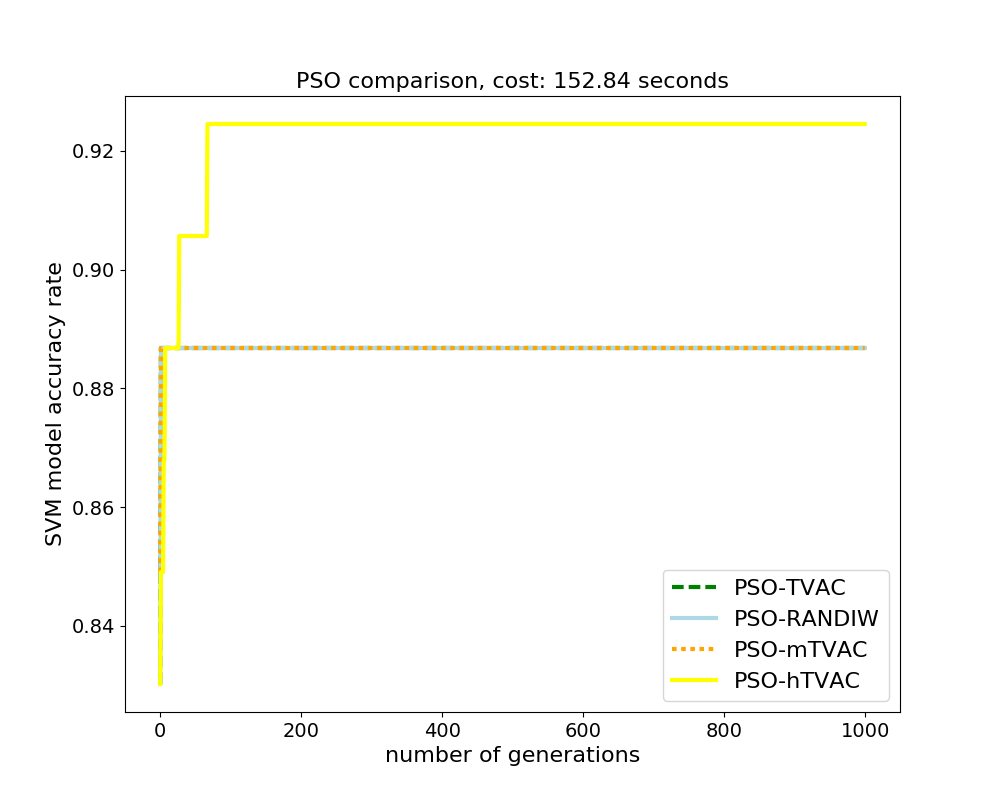 PSO comparison, cost: 152.84 seconds
SVM model accuracy rate
0.92
0.90
0.88
0.86
0.84
PSO-TVAC
PSO-RANDIW
PSO-mTVAC
PSO-hTVAC
0 200 400 600 800 1000
number of generations